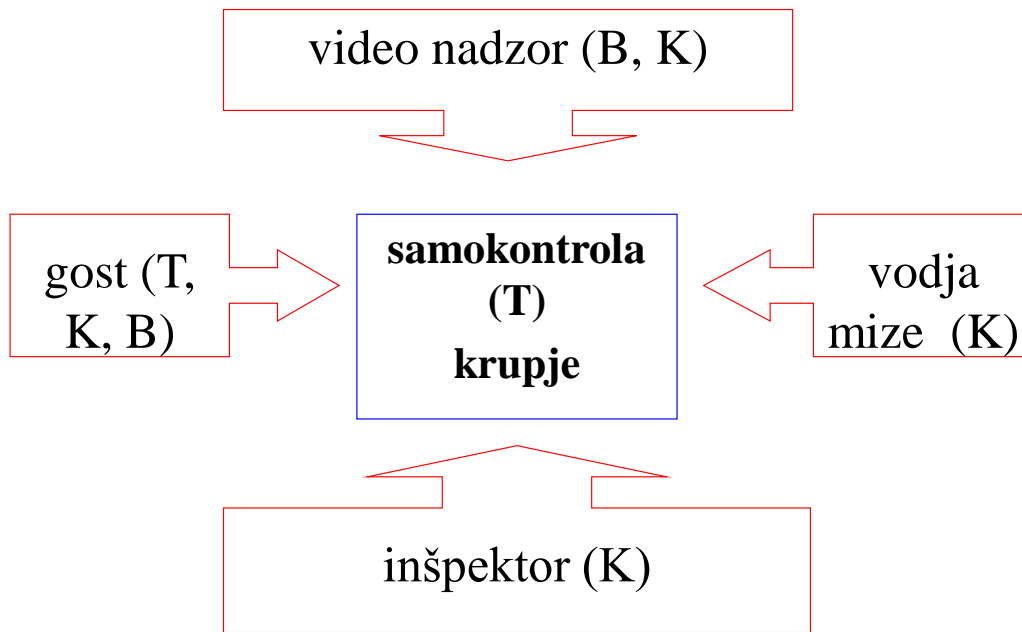 video nadzor (B, K)
gost (T,
K, B)
samokontrola
(T)
krupje
vodja
mize (K)
inšpektor (K)